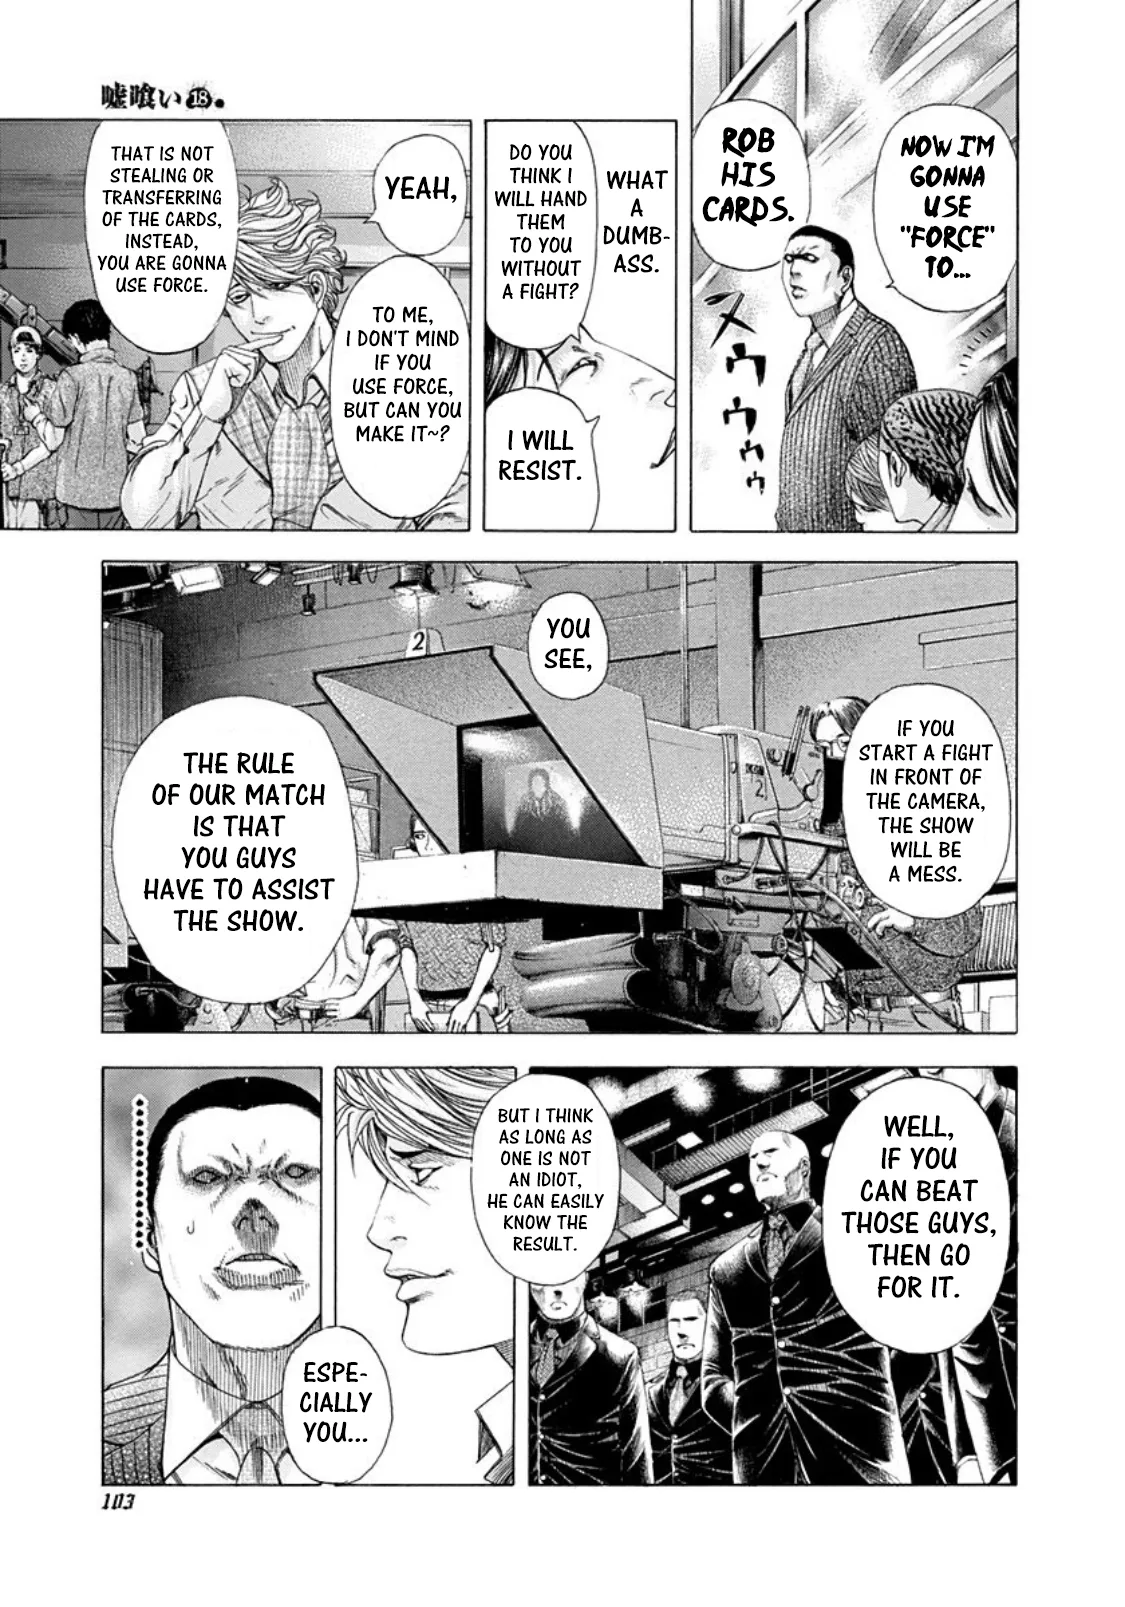 嘘喰い 18
NOW I'M
GONNA
USE
"FORCE"
TO...
ROB
HIS
CARDS.
メウウゥゥゥ
WHAT
A
DUMB-
ASS.
DO YOU
THINK I
WILL HAND
THEM
TO YOU
WITHOUT
A FIGHT?
I WILL
RESIST.
YEAH,
TO ME,
I DON'T MIND
IF YOU
USE FORCE,
BUT CAN YOU
MAKE IT~?
THAT IS NOT
STEALING OR
TRANSFERRING
OF THE CARDS,
INSTEAD,
YOU ARE GONNA
USE FORCE.
YOU
SEE,
2
2
IF YOU
START A FIGHT
IN FRONT OF
THE CAMERA,
THE SHOW
WILL BE
A MESS.
THE RULE
OF OUR MATCH
IS THAT
YOU GUYS
HAVE TO ASSIST
THE SHOW.
WELL,
IF YOU
CAN BEAT
THOSE GUYS,
THEN GO
FOR IT.
BUT I THINK
AS LONG AS
ONE IS NOT
AN IDIOT,
HE CAN EASILY
KNOW THE
RESULT.
ESPE-
CIALLY
YOU...
103